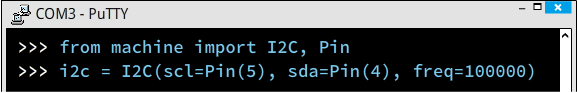 COM3 - PuTTY
>>> from machine import I2C, Pin
>>> i2c = I2C(scl=Pin(5), sda=Pin(4), freq=100000)